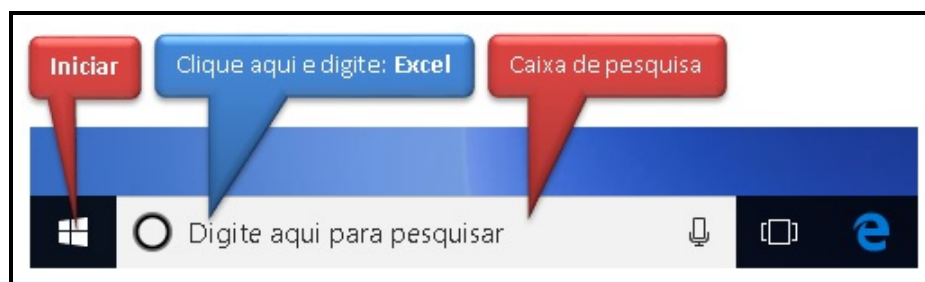 Iniciar
Clique aqui e digite: Excel
Caixa de pesquisa
Digite aqui para pesquisar